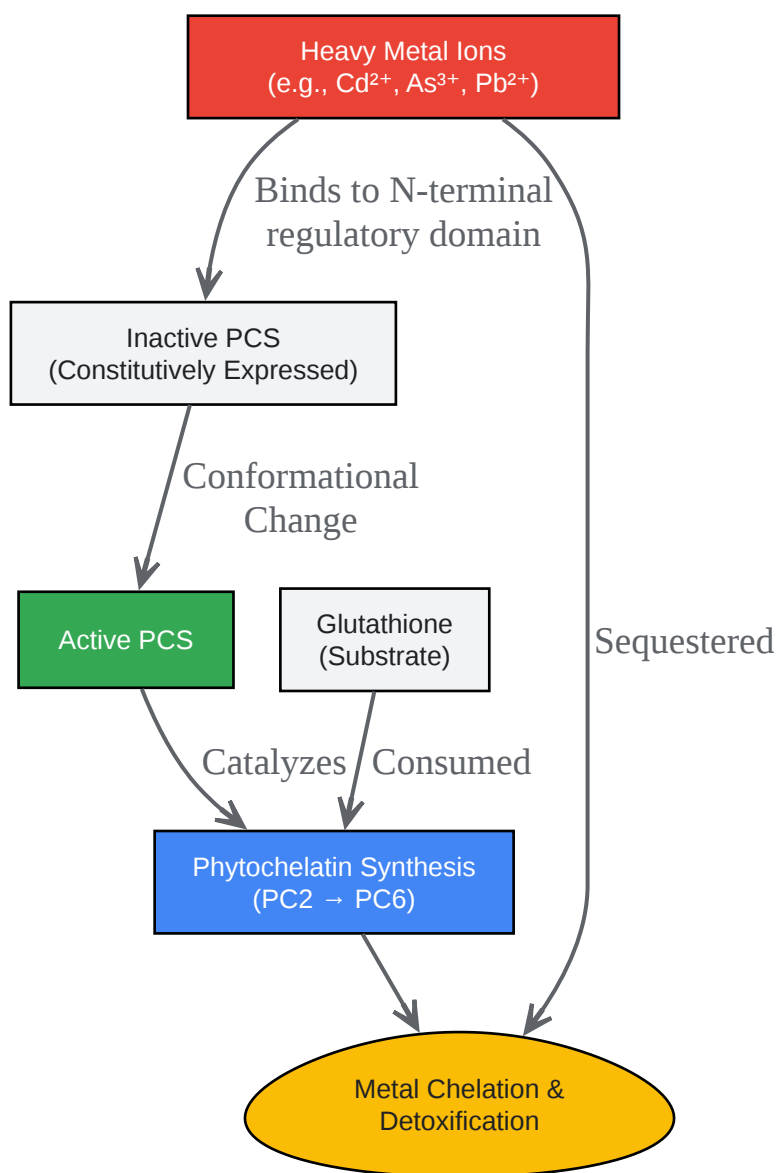 Heavy Metal Ions
(e.g., Cd²⁺, As³⁺, Pb²⁺)
Binds to N-terminal
regulatory domain
Inactive PCS
(Constitutively Expressed)
Conformational
Change
Active PCS
Glutathione
(Substrate)
Sequestered
Catalyzes
Consumed
Phytochelatin Synthesis
(PC2 → PC6)
Metal Chelation &
Detoxification